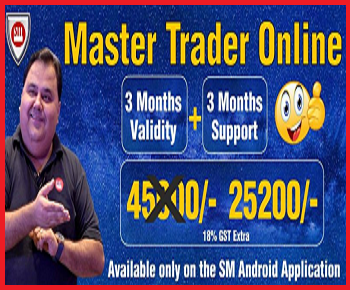 SMI
Master Trader Online
3 Months Validity + 3 Months Support
25200/-
18% GST Extra
Available only on the SM Android Application